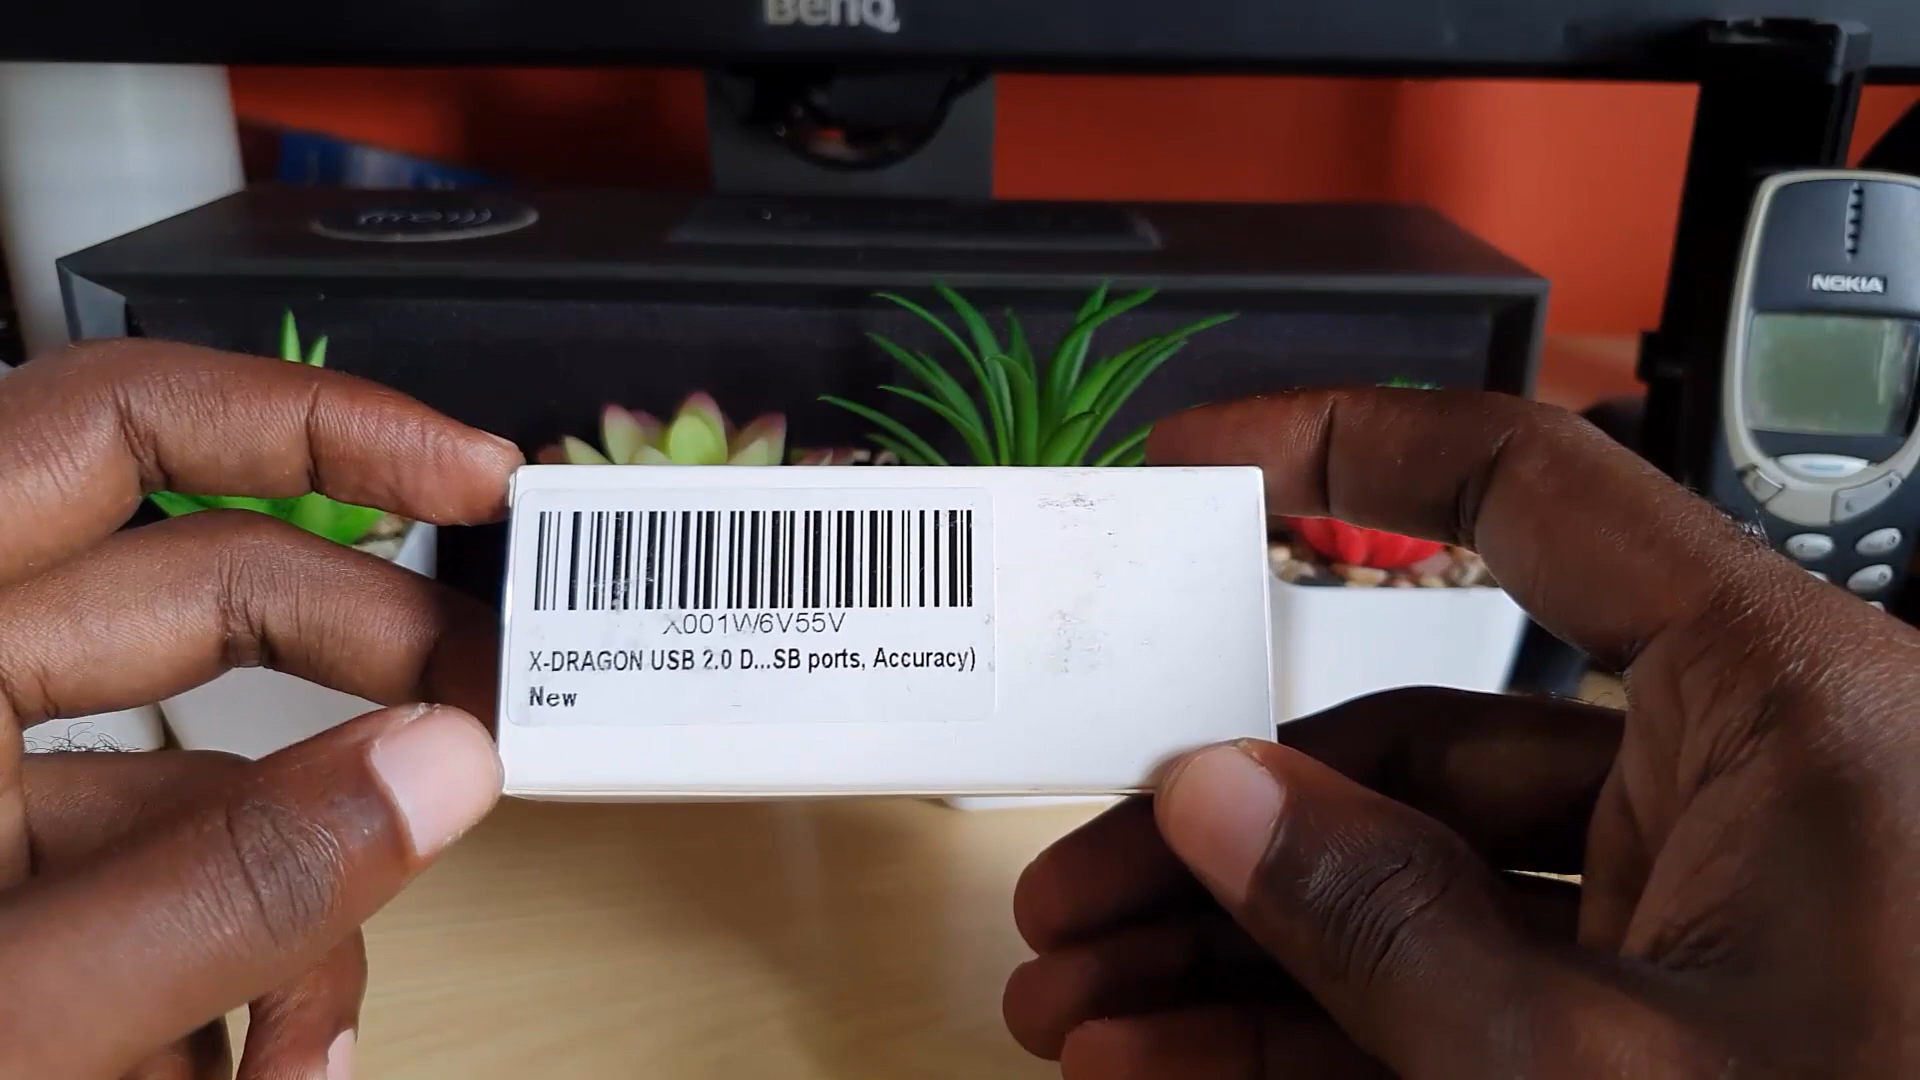 BenQ
NOKIA
X001W6V55V
X-DRAGON USB 2.0 D...SB ports, Accuracy)
New